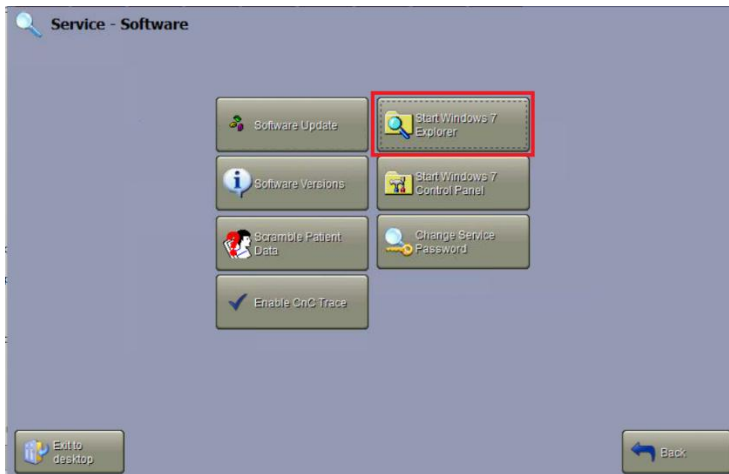 Service - Software
Software Update
Start Windows 7
Explorer
Software Versions
Start Windows 7
Control Panel
Scramble Patient
Data
Change Service
Password
Enable CnC Trace
Exit to
desktop
Back